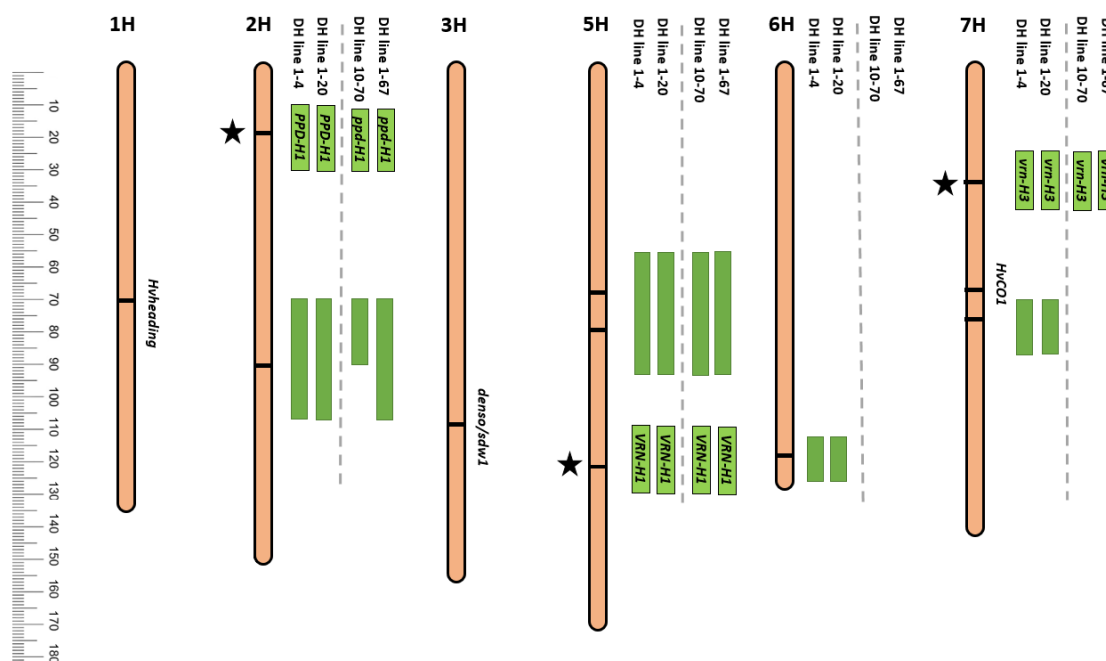 1H
2H
3H
5H
6H
7H
DH line 1-4
DH line 1-20
DH line 10-70
DH line 1-67
DH line 1-4
DH line 1-20
DH line 10-70
DH line 1-67
DH line 1-4
DH line 1-20
DH line 10-70
DH line 1-67
DH line 1-4
DH line 1-20
DH line 10-70
10
20
30
40
50
60
70
80
90
100
110
120
130
140
150
160
170
180
Hvheading
PPD-H1
PPD-H1
ppd-H1
ppd-H1
denso/sdw1
VRN-H1
VRN-H1
VRN-H1
VRN-H1
vrn-H3
vrn-H3
vrn-H3
HvCO1